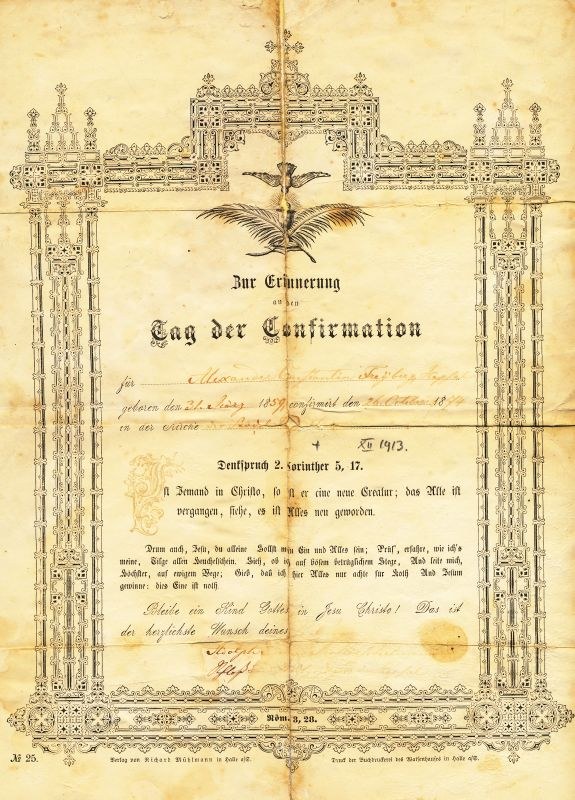 Zur Erinnerung
an den
Tag der Confirmation
für Alexander Constantin
geboren den 31. März 1859, confirmirt den 26. October 1874
in der Kirche
+ XII 1913.
Denkspruch 2. Korinther 5, 17.
Ist Jemand in Christo, so ist er eine neue Creatur; das Alte ist
vergangen, siehe, es ist Alles neu geworden.
Drum auch, Jesu, du alleine Sollst mein Ein und Alles sein; Prüf', erfahre, wie ich's
meine, Tilge allen Heuchelschein. Sieh, ob ich auf bösem betrüglichem Stege, Und leite mich,
Höchster, auf ewigem Wege; Gieb, daß ich hier Alles nur achte für Koth Und Jesum
gewinne: dies Eine ist noth.
Bleibe ein Kind Gottes in Jesu Christo! Das ist
der herzlichste Wunsch deines
Adolph
Röm. 3, 28.
№ 25.
Verlag von Richard Mühlmann in Halle a/S.
Druck der Buchdruckerei des Waisenhauses in Halle a/S.